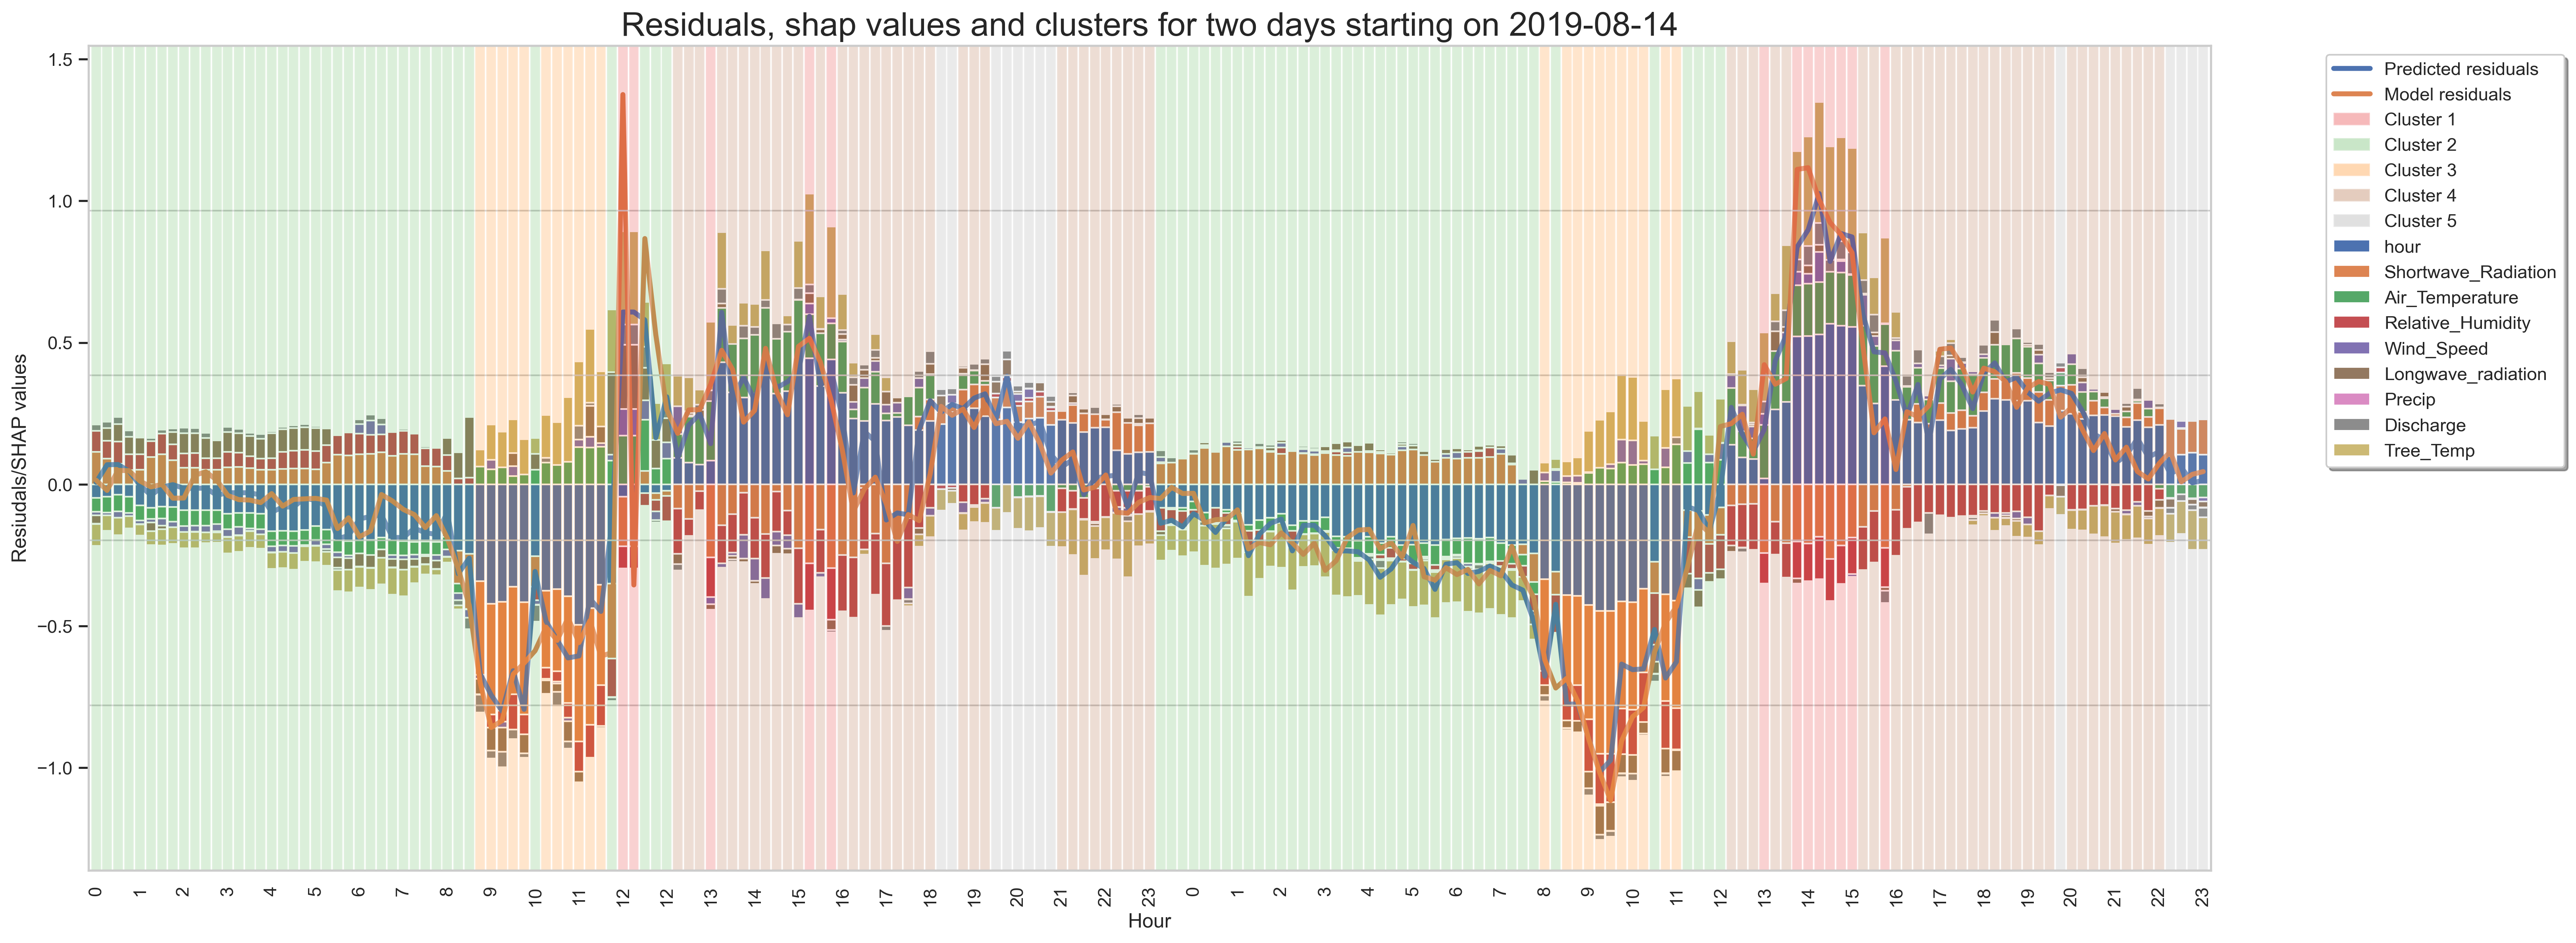 Residuals, shap values and clusters for two days starting on 2019-08-14
1.5
1.0
0.5
0.0
−0.5
−1.0
Resiudals/SHAP values
0 1 2 3 4 5 6 7 8 9 10 11 12 12 13 14 15 16 17 18 19 20 21 22 23 0 1 2 3 4 5 6 7 8 9 10 11 12 13 14 15 16 17 18 19 20 21 22 23
Hour
Predicted residuals
Model residuals
Cluster 1
Cluster 2
Cluster 3
Cluster 4
Cluster 5
hour
Shortwave_Radiation
Air_Temperature
Relative_Humidity
Wind_Speed
Longwave_radiation
Precip
Discharge
Tree_Temp